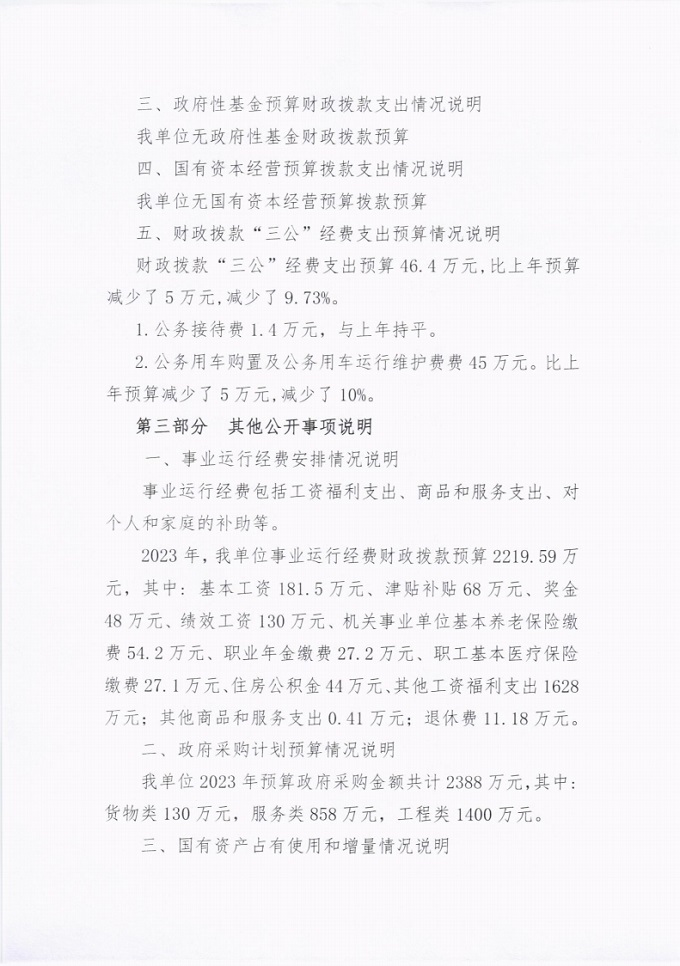 三、政府性基金预算财政拨款支出情况说明
我单位无政府性基金财政拨款预算
四、国有资本经营预算拨款支出情况说明
我单位无国有资本经营预算拨款预算
五、财政拨款“三公”经费支出预算情况说明
财政拨款“三公”经费支出预算 46.4 万元,比上年预算
减少了 5 万元,减少了 9.73%。
1.公务接待费 1.4 万元，与上年持平。
2.公务用车购置及公务用车运行维护费费 45 万元。比上
年预算减少了 5 万元,减少了 10%。
第三部分　其他公开事项说明
一、事业运行经费安排情况说明
事业运行经费包括工资福利支出、商品和服务支出、对
个人和家庭的补助等。
2023 年，我单位事业运行经费财政拨款预算 2219.59 万
元，其中：基本工资 181.5 万元、津贴补贴 68 万元、奖金
48 万元、绩效工资 130 万元、机关事业单位基本养老保险缴
费 54.2 万元、职业年金缴费 27.2 万元、职工基本医疗保险
缴费 27.1 万元、住房公积金 44 万元、其他工资福利支出 1628
万元；其他商品和服务支出 0.41 万元；退休费 11.18 万元。
二、政府采购计划预算情况说明
我单位 2023 年预算政府采购金额共计 2388 万元,其中:
货物类 130 万元，服务类 858 万元，工程类 1400 万元。
三、国有资产占有使用和增量情况说明